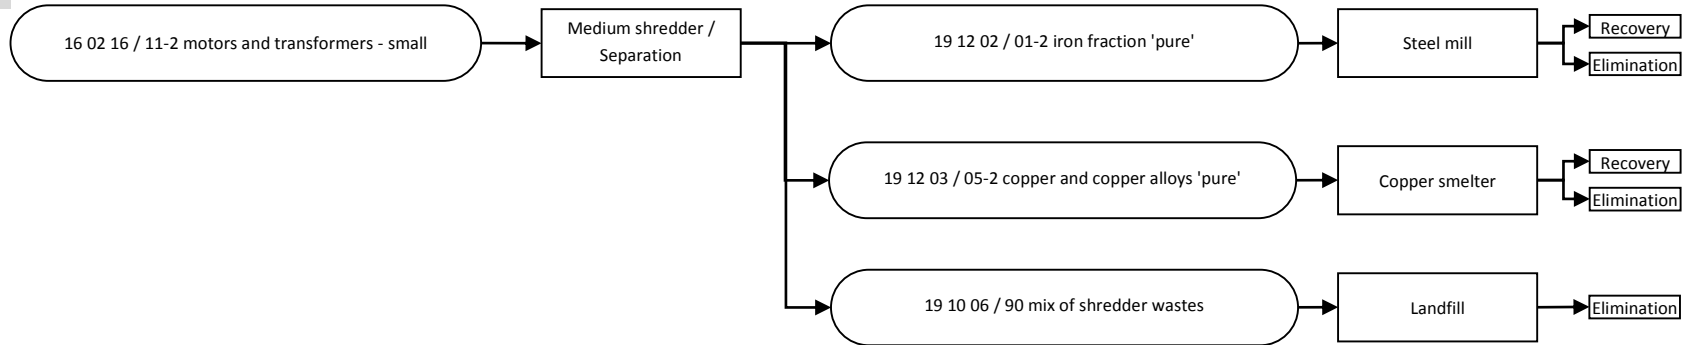 16 02 16 / 11-2 motors and transformers - small
Medium shredder /
Separation
19 12 02 / 01-2 iron fraction 'pure'
Steel mill
Recovery
Elimination
19 12 03 / 05-2 copper and copper alloys 'pure'
Copper smelter
Recovery
Elimination
19 10 06 / 90 mix of shredder wastes
Landfill
Elimination